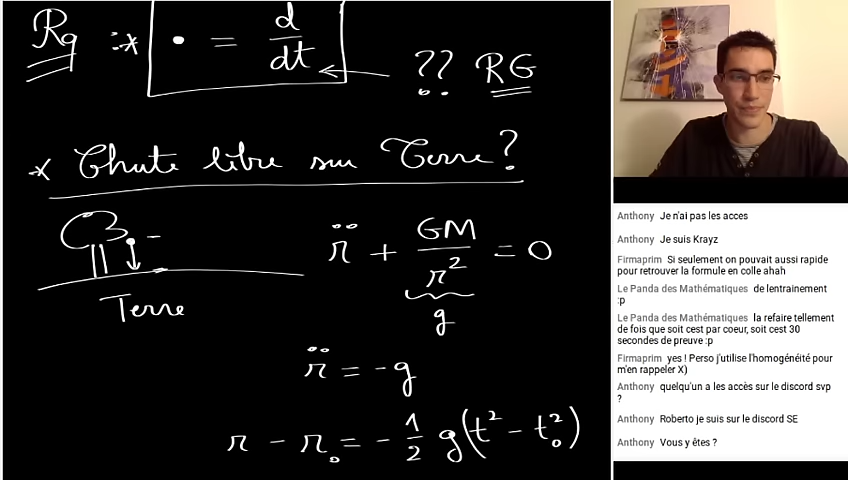 Rq :* • = d/dt ← ?? RG
* Chute libre sur Terre?
r̈ + GM/r² = 0
g
Terre
r̈ = -g
r - r₀ = - 1/2 g(t² - t₀²)
Anthony Je n'ai pas les acces
Anthony Je suis Krayz
Firmaprim Si seulement on pouvait aussi rapide
pour retrouver la formule en colle ahah
Le Panda des Mathématiques de lentrainement
:p
Le Panda des Mathématiques la refaire tellement
de fois que soit cest par coeur, soit cest 30
secondes de preuve :p
Firmaprim yes ! Perso j'utilise l'homogénéité pour
m'en rappeler X)
Anthony quelqu'un a les accès sur le discord svp
?
Anthony Roberto je suis sur le discord SE
Anthony Vous y êtes ?